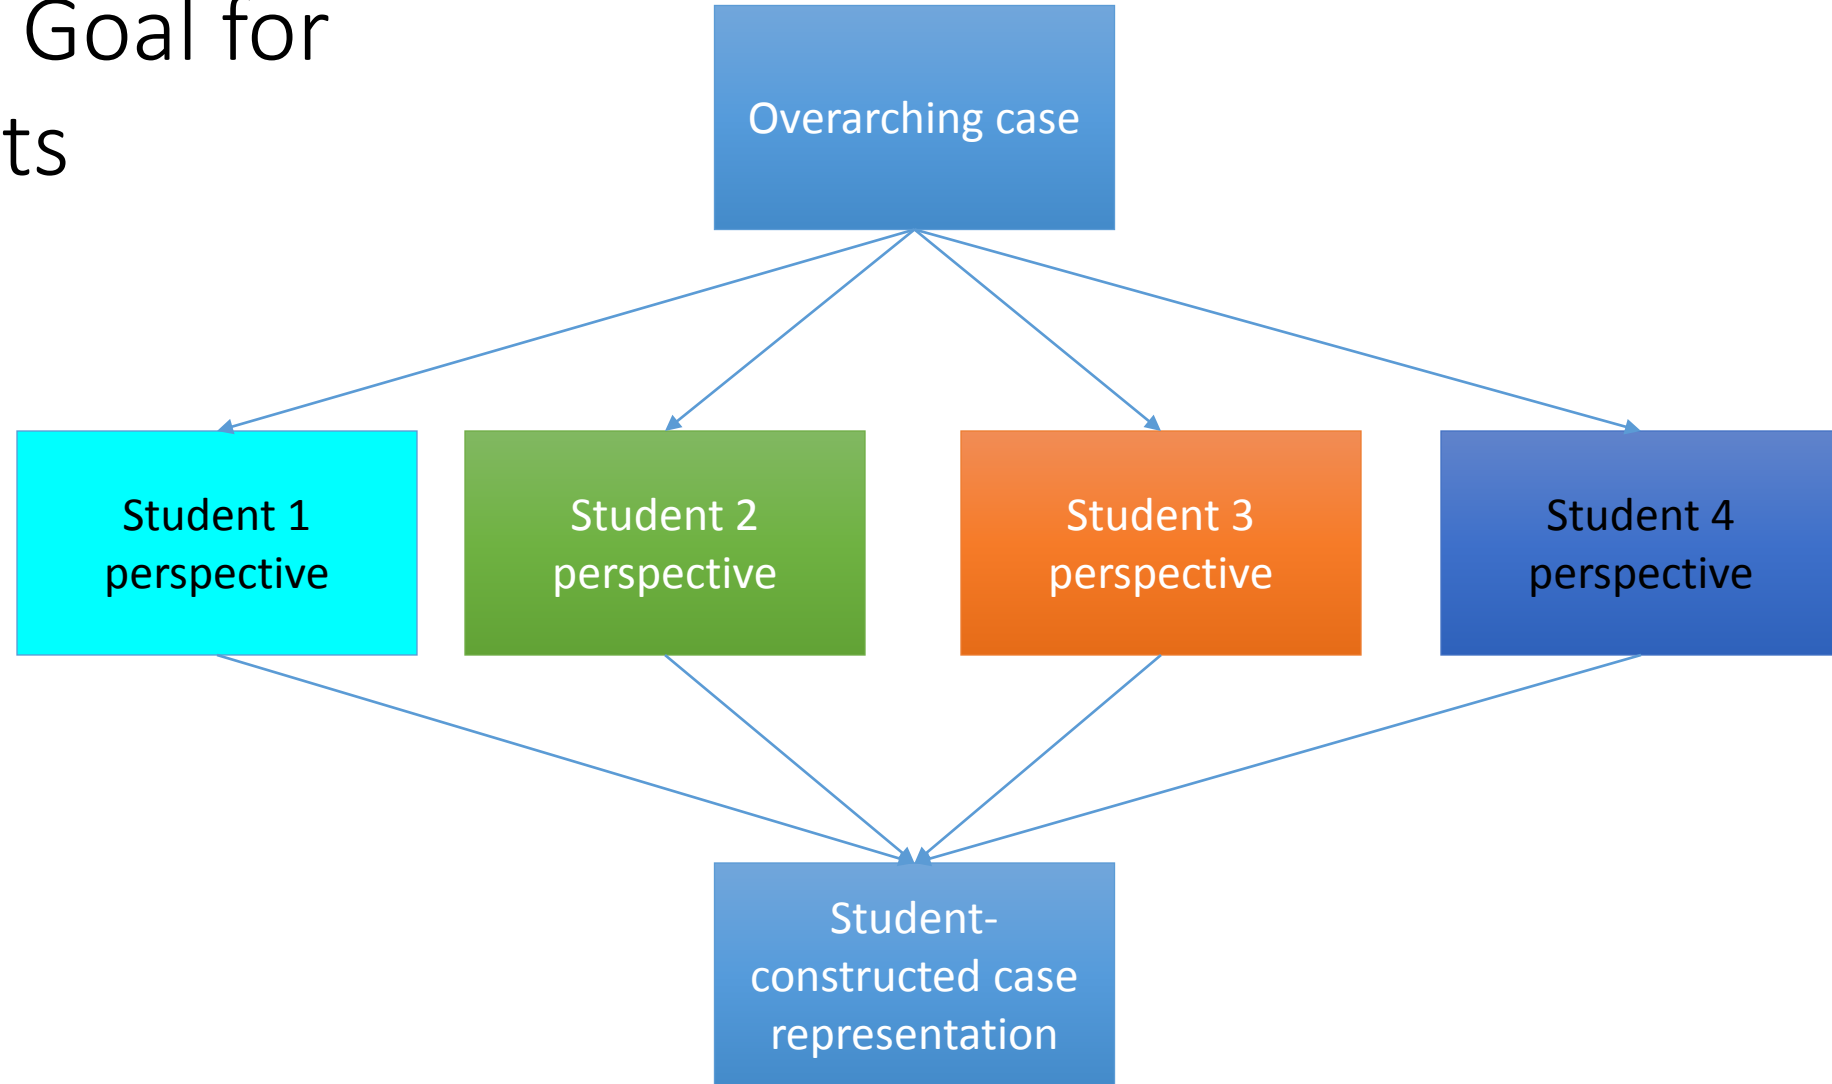 Goal for
ts
Overarching case
Student 1
perspective
Student 2
perspective
Student 3
perspective
Student 4
perspective
Student-
constructed case
representation